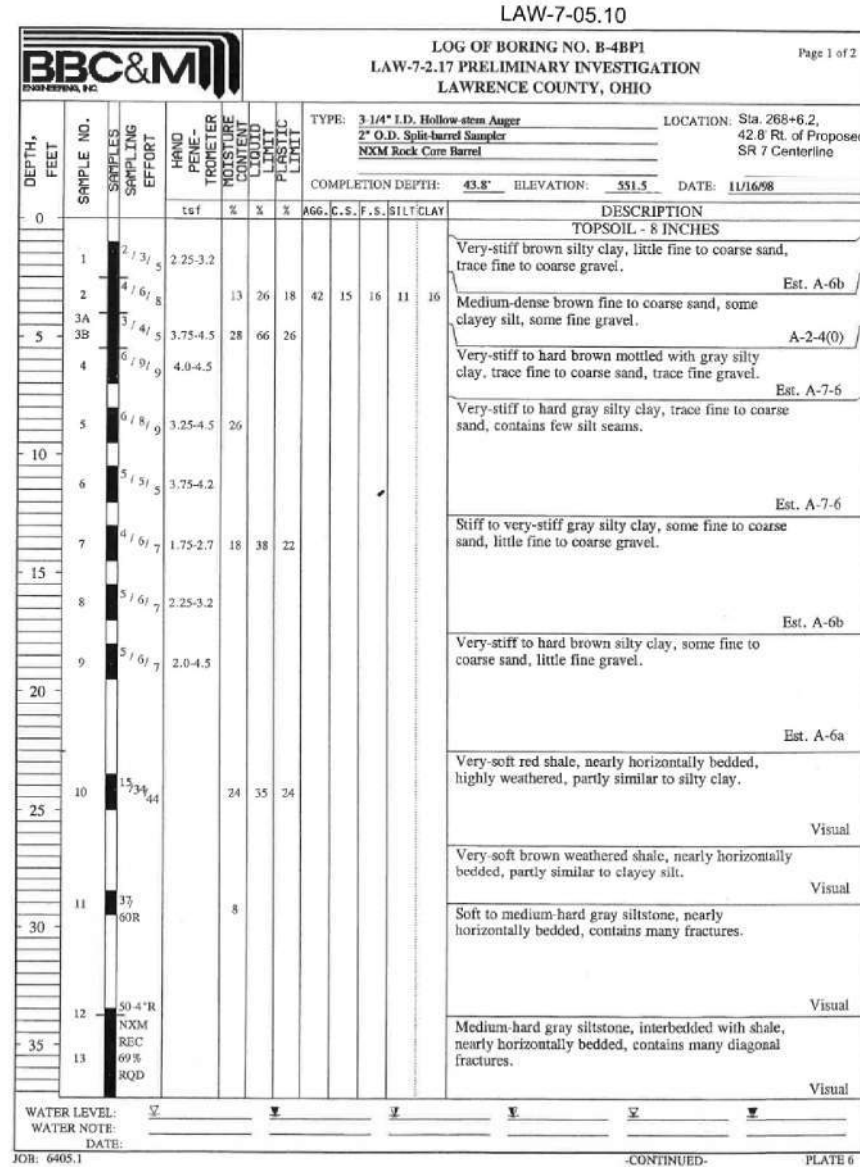 LAW-7-05.10
BBC&M
ENGINEERING, INC.
LOG OF BORING NO. B-4BP1
LAW-7-2.17 PRELIMINARY INVESTIGATION
LAWRENCE COUNTY, OHIO
Page 1 of 2
DEPTH, FEET
SAMPLE NO.
SAMPLES
SAMPLING EFFORT
HAND PENE-TROMETER
MOISTURE CONTENT
LIQUID LIMIT
PLASTIC LIMIT
TYPE: 3-1/4" I.D. Hollow-stem Auger
2" O.D. Split-barrel Sampler
NXM Rock Core Barrel
LOCATION: Sta. 268+6.2,
42.8' Rt. of Proposed
SR 7 Centerline
COMPLETION DEPTH: 43.8' ELEVATION: 551.5 DATE: 11/16/98
tsf % % % AGG. C.S. F.S. SILT CLAY DESCRIPTION
0
TOPSOIL - 8 INCHES
1 2/3/5 2.25-3.2
Very-stiff brown silty clay, little fine to coarse sand,
trace fine to coarse gravel.
Est. A-6b
2 4/6/8 13 26 18 42 15 16 11 16
Medium-dense brown fine to coarse sand, some
clayey silt, some fine gravel.
A-2-4(0)
3A 3/4/5
5 3B 3.75-4.5 28 66 26
4 6/9/9 4.0-4.5
Very-stiff to hard brown mottled with gray silty
clay, trace fine to coarse sand, trace fine gravel.
Est. A-7-6
5 6/8/9 3.25-4.5 26
Very-stiff to hard gray silty clay, trace fine to coarse
sand, contains few silt seams.
10
6 5/5/5 3.75-4.2
Est. A-7-6
7 4/6/7 1.75-2.7 18 38 22
Stiff to very-stiff gray silty clay, some fine to coarse
sand, little fine to coarse gravel.
15
8 5/6/7 2.25-3.2
Est. A-6b
9 5/6/7 2.0-4.5
Very-stiff to hard brown silty clay, some fine to
coarse sand, little fine gravel.
20
Est. A-6a
Very-soft red shale, nearly horizontally bedded,
highly weathered, partly similar to silty clay.
10 15/34/44 24 35 24
25
Visual
Very-soft brown weathered shale, nearly horizontally
bedded, partly similar to clayey silt.
Visual
11 37/60R 8
30
Soft to medium-hard gray siltstone, nearly
horizontally bedded, contains many fractures.
Visual
12 50-4"R
Medium-hard gray siltstone, interbedded with shale,
nearly horizontally bedded, contains many diagonal
fractures.
35
13 NXM
REC
69%
RQD
Visual
WATER LEVEL:
WATER NOTE:
DATE:
JOB: 6405.1 -CONTINUED- PLATE 6